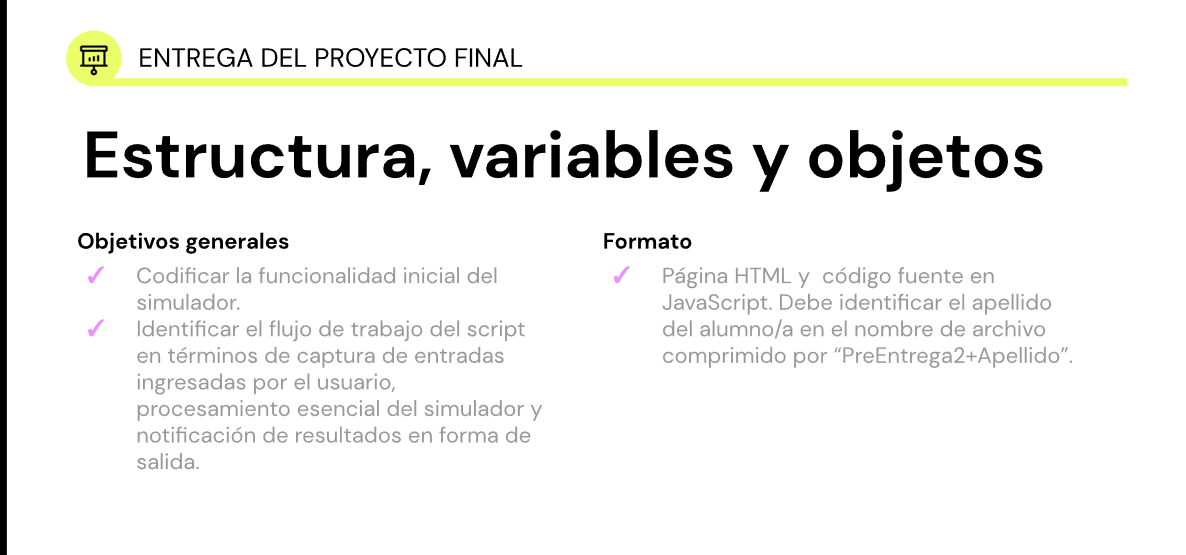 ENTREGA DEL PROYECTO FINAL
Estructura, variables y objetos
Objetivos generales
✓ Codificar la funcionalidad inicial del
simulador.
✓ Identificar el flujo de trabajo del script
en términos de captura de entradas
ingresadas por el usuario,
procesamiento esencial del simulador y
notificación de resultados en forma de
salida.
Formato
✓ Página HTML y  código fuente en
JavaScript. Debe identificar el apellido
del alumno/a en el nombre de archivo
comprimido por “PreEntrega2+Apellido”.